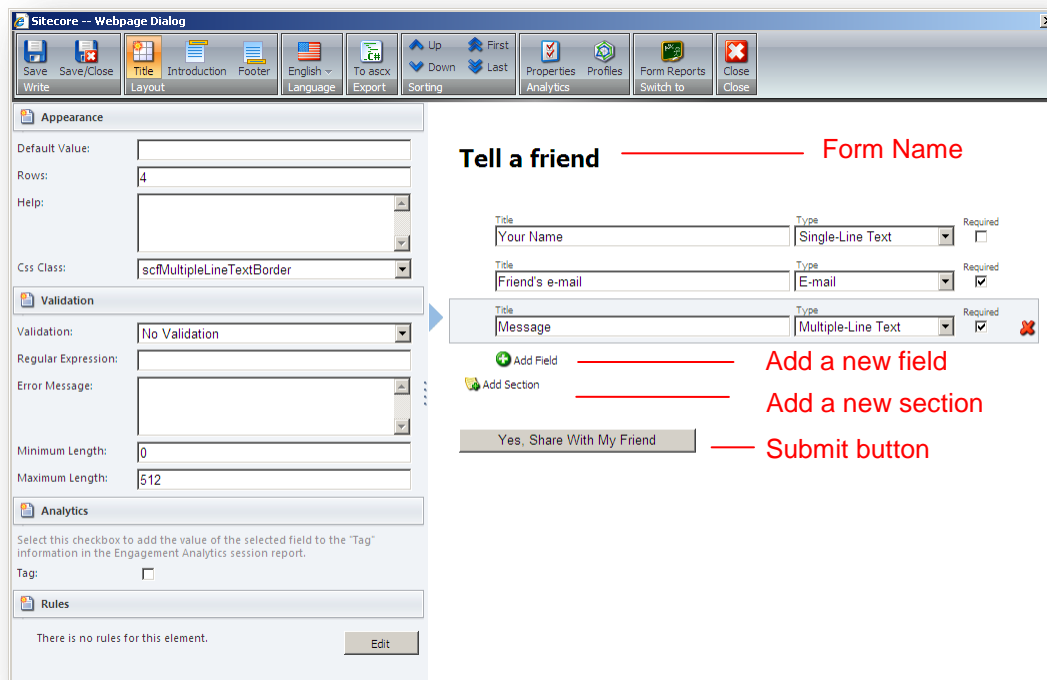 Sitecore -- Webpage Dialog
Save Save/Close Title Introduction Footer English To ascx Up First Down Last Properties Profiles Form Reports Close
Write Layout Language Export Sorting Analytics Switch to Close
C#
Appearance
Default Value:
Rows: 4
Help:
Css Class: scfMultipleLineTextBorder
Validation
Validation: No Validation
Regular Expression:
Error Message:
Minimum Length: 0
Maximum Length: 512
Analytics
Select this checkbox to add the value of the selected field to the "Tag"
information in the Engagement Analytics session report.
Tag:
Rules
There is no rules for this element. Edit
Tell a friend Form Name
Title Type Required
Your Name Single-Line Text
Title Type Required
Friend's e-mail E-mail
Title Type Required
Message Multiple-Line Text
Add Field Add a new field
Add Section Add a new section
Yes, Share With My Friend Submit button